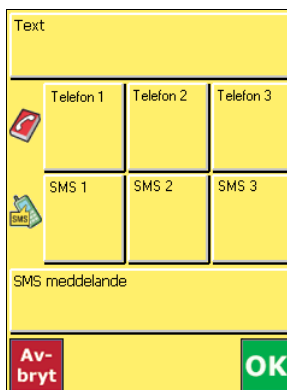 Text
Telefon 1 Telefon 2 Telefon 3
SMS 1 SMS 2 SMS 3
SMS
SMS meddelande
Av-
bryt
OK